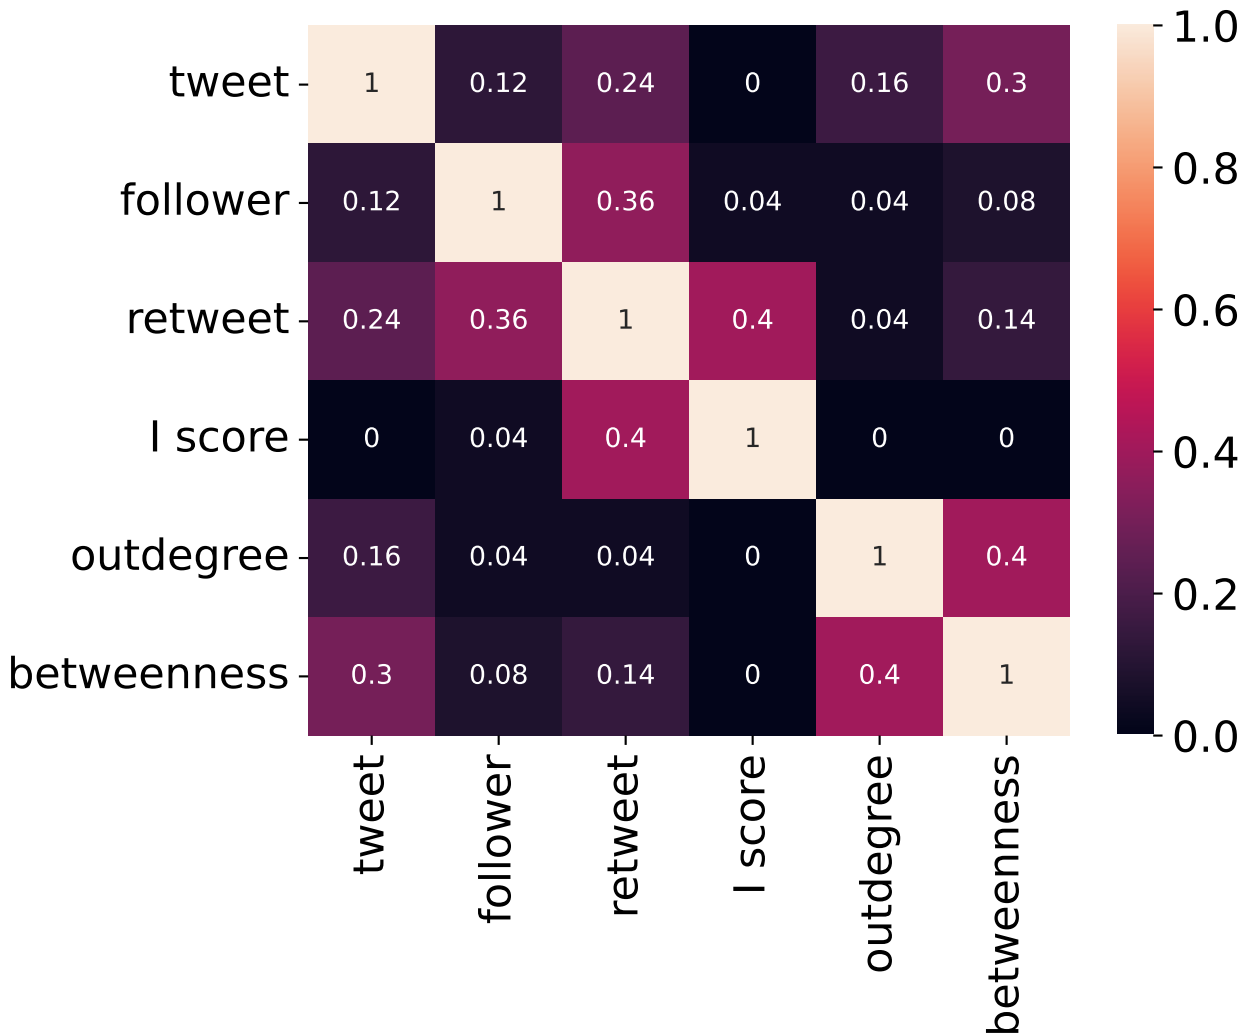 tweet 1 0.12 0.24 0 0.16 0.3
follower 0.12 1 0.36 0.04 0.04 0.08
retweet 0.24 0.36 1 0.4 0.04 0.14
I score 0 0.04 0.4 1 0 0
outdegree 0.16 0.04 0.04 0 1 0.4
betweenness 0.3 0.08 0.14 0 0.4 1
tweet
follower
retweet
I score
outdegree
betweenness
1.0
0.8
0.6
0.4
0.2
0.0